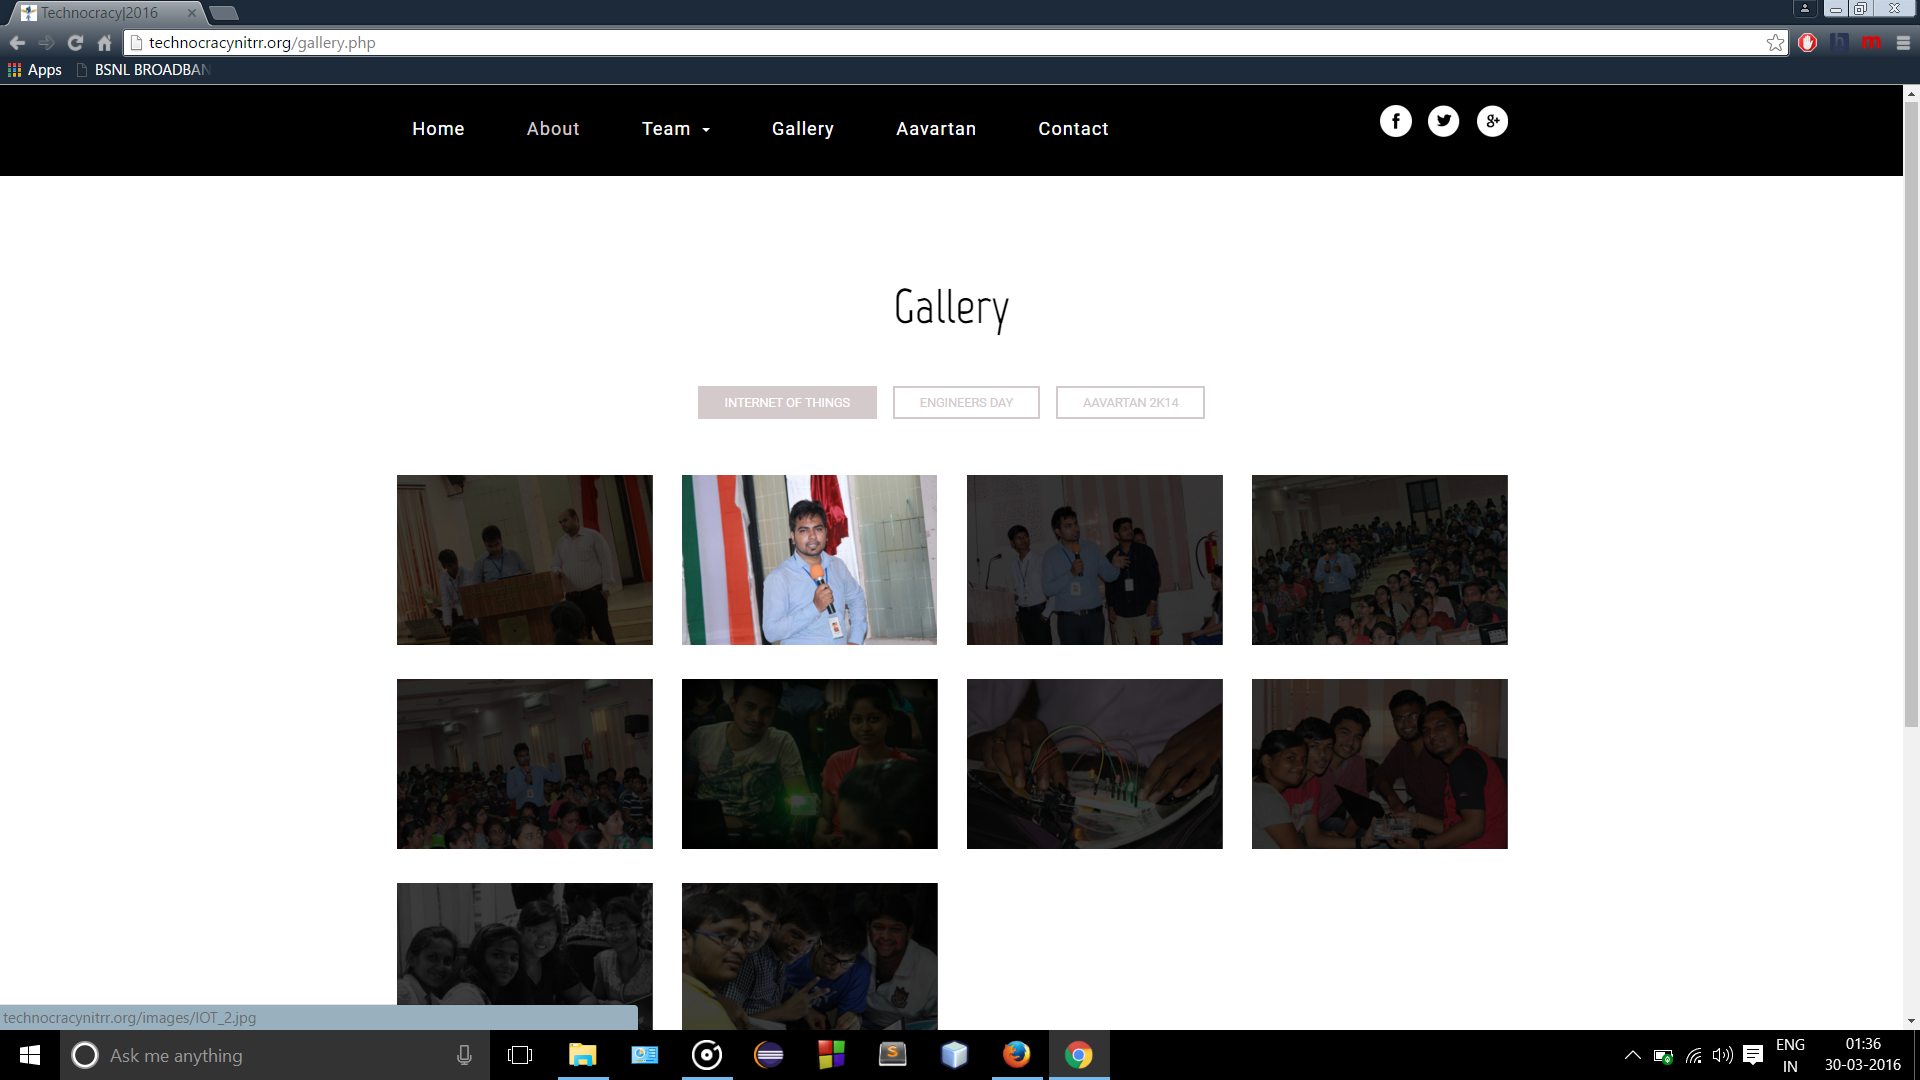 Technocracy|2016
technocracynitrr.org/gallery.php
Apps BSNL BROADBAN
Home About Team Gallery Aavartan Contact
Gallery
INTERNET OF THINGS ENGINEERS DAY AAVARTAN 2K14
technocracynitrr.org/images/IOT_2.jpg
Ask me anything
ENG
IN
01:36
30-03-2016